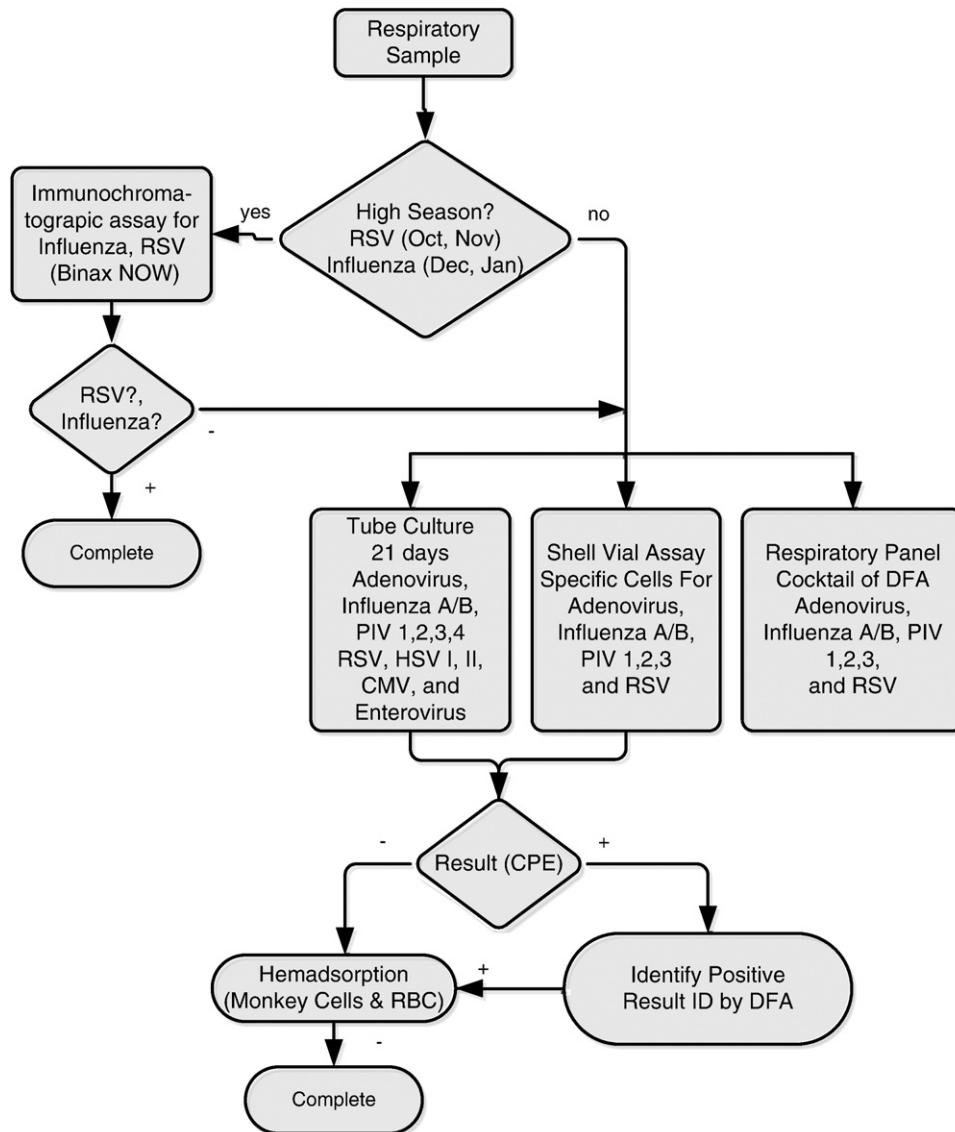 Respiratory
Sample
High Season?
RSV (Oct, Nov)
Influenza (Dec, Jan)
yes
no
Immunochroma-
tograpic assay for
Influenza, RSV
(Binax NOW)
RSV?,
Influenza?
-
+
Complete
Tube Culture
21 days
Adenovirus,
Influenza A/B,
PIV 1,2,3,4
RSV, HSV I, II,
CMV, and
Enterovirus
Shell Vial Assay
Specific Cells For
Adenovirus,
Influenza A/B,
PIV 1,2,3
and RSV
Respiratory Panel
Cocktail of DFA
Adenovirus,
Influenza A/B, PIV
1,2,3,
and RSV
-
Result (CPE)
+
Hemadsorption
(Monkey Cells & RBC)
+
Identify Positive
Result ID by DFA
-
Complete